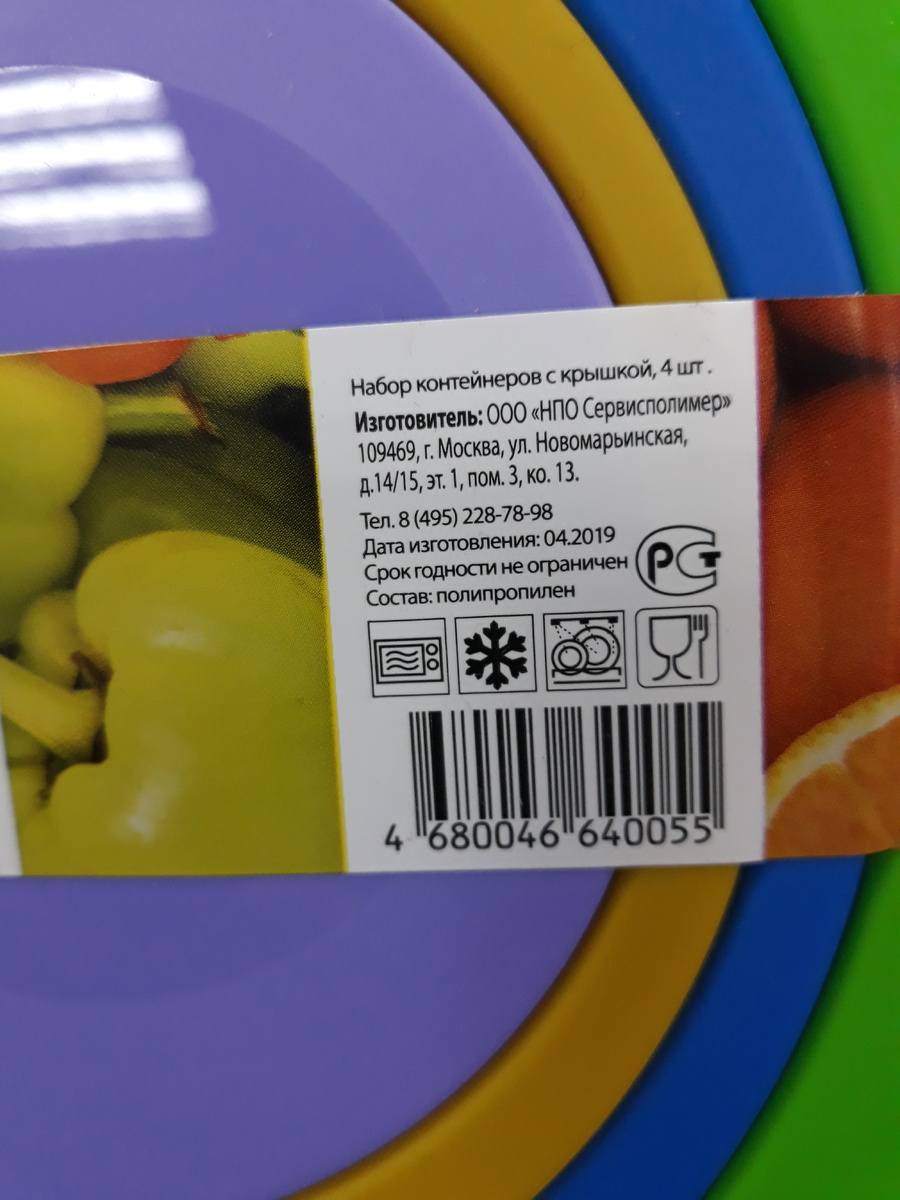 Набор контейнеров с крышкой, 4 шт .
Изготовитель: ООО «НПО Сервисполимер»
109469, г. Москва, ул. Новомарьинская,
д.14/15, эт. 1, пом. 3, ко. 13.
Тел. 8 (495) 228-78-98
Дата изготовления: 04.2019
Срок годности не ограничен
Состав: полипропилен
РСТ
4 680046 640055